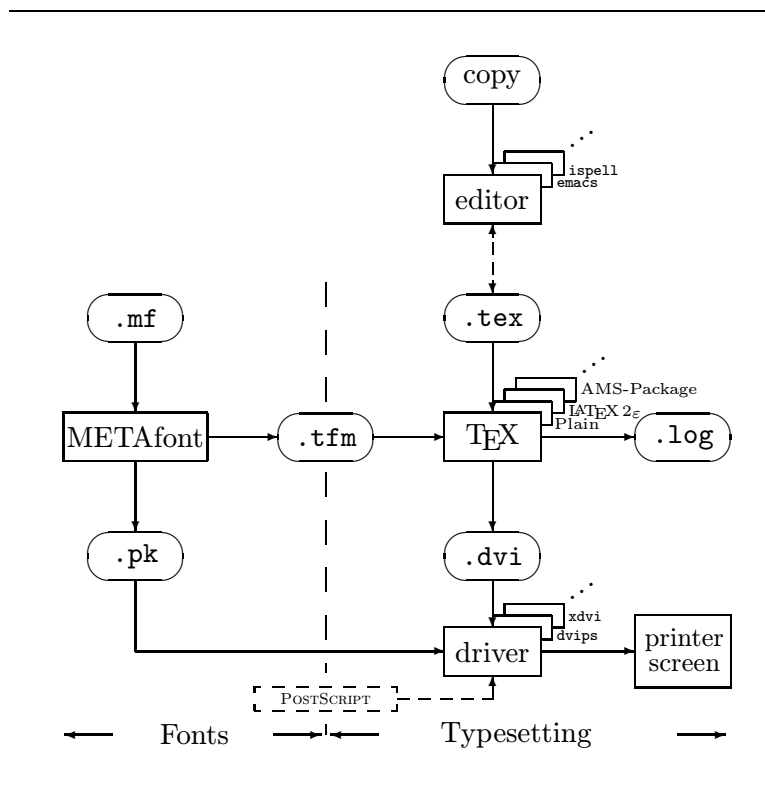 copy
⋰
ispell
emacs
editor
.mf
.tex
⋰
AMS-Package
LATEX 2ε
Plain
METAfont
.tfm
TEX
.log
.pk
.dvi
⋰
xdvi
dvips
driver
printer
screen
POSTSCRIPT
Fonts
Typesetting